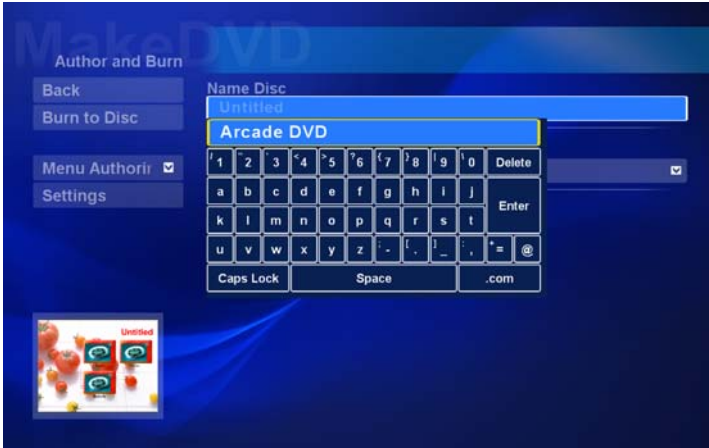 MakeDVD
Author and Burn
Back
Burn to Disc
Menu Authorir
Settings
Name Disc
Untitled
Arcade DVD
1 2 3 < 4 > 5 ? 6 { 7 } 8 | 9 \ 0 Delete
a b c d e f g h i j
Enter
k l m n o p q r s t
u v w x y z ; - [ . ] _ : , * = @
Caps Lock Space .com
Untitled